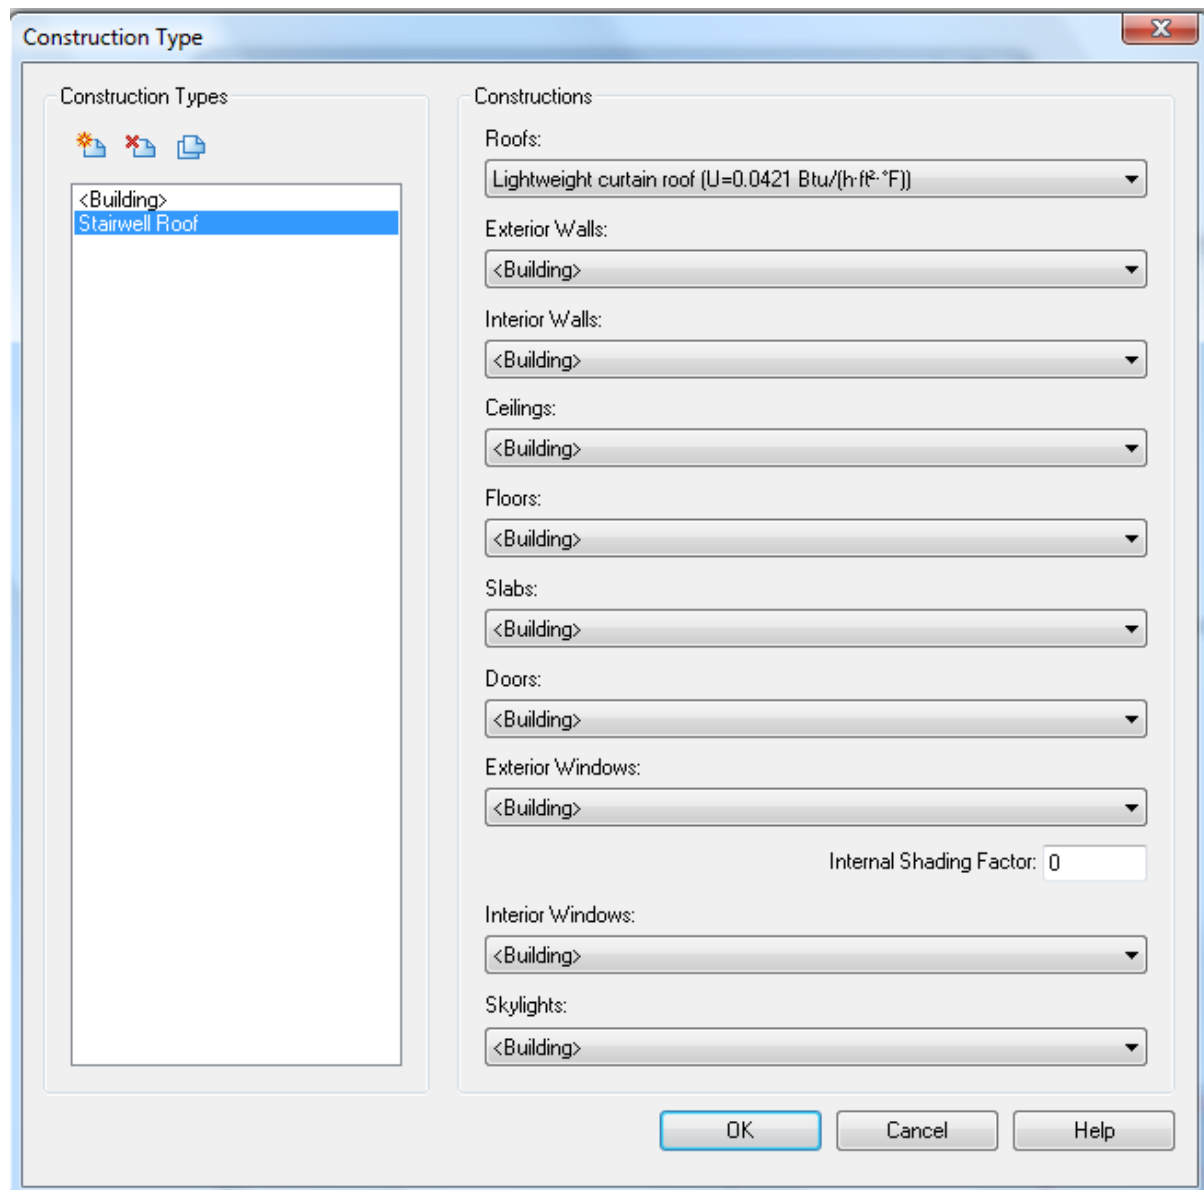 Construction Type
Construction Types
<Building>
Stairwell Roof
Constructions
Roofs:
Lightweight curtain roof (U=0.0421 Btu/(h·ft²·°F))
Exterior Walls:
<Building>
Interior Walls:
<Building>
Ceilings:
<Building>
Floors:
<Building>
Slabs:
<Building>
Doors:
<Building>
Exterior Windows:
<Building>
Internal Shading Factor: 0
Interior Windows:
<Building>
Skylights:
<Building>
OK Cancel Help